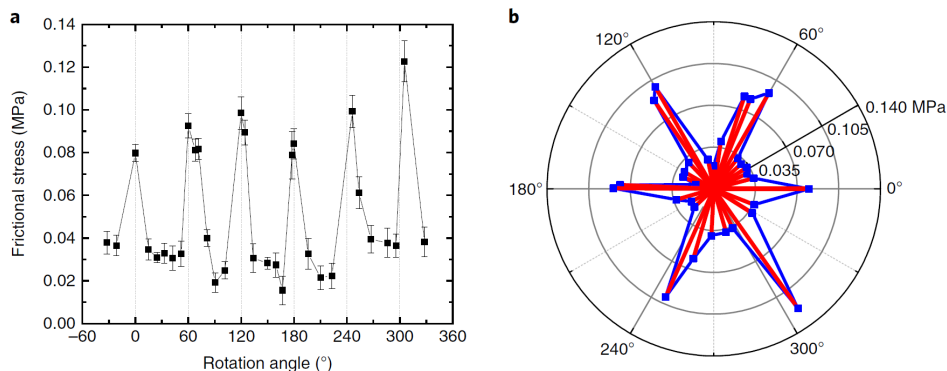 a
Frictional stress (MPa)
0.14
0.12
0.10
0.08
0.06
0.04
0.02
0.00
−60 0 60 120 180 240 300 360
Rotation angle (°)
b
120° 60°
0.140 MPa
0.105
0.070
0.035
180° 0°
240° 300°